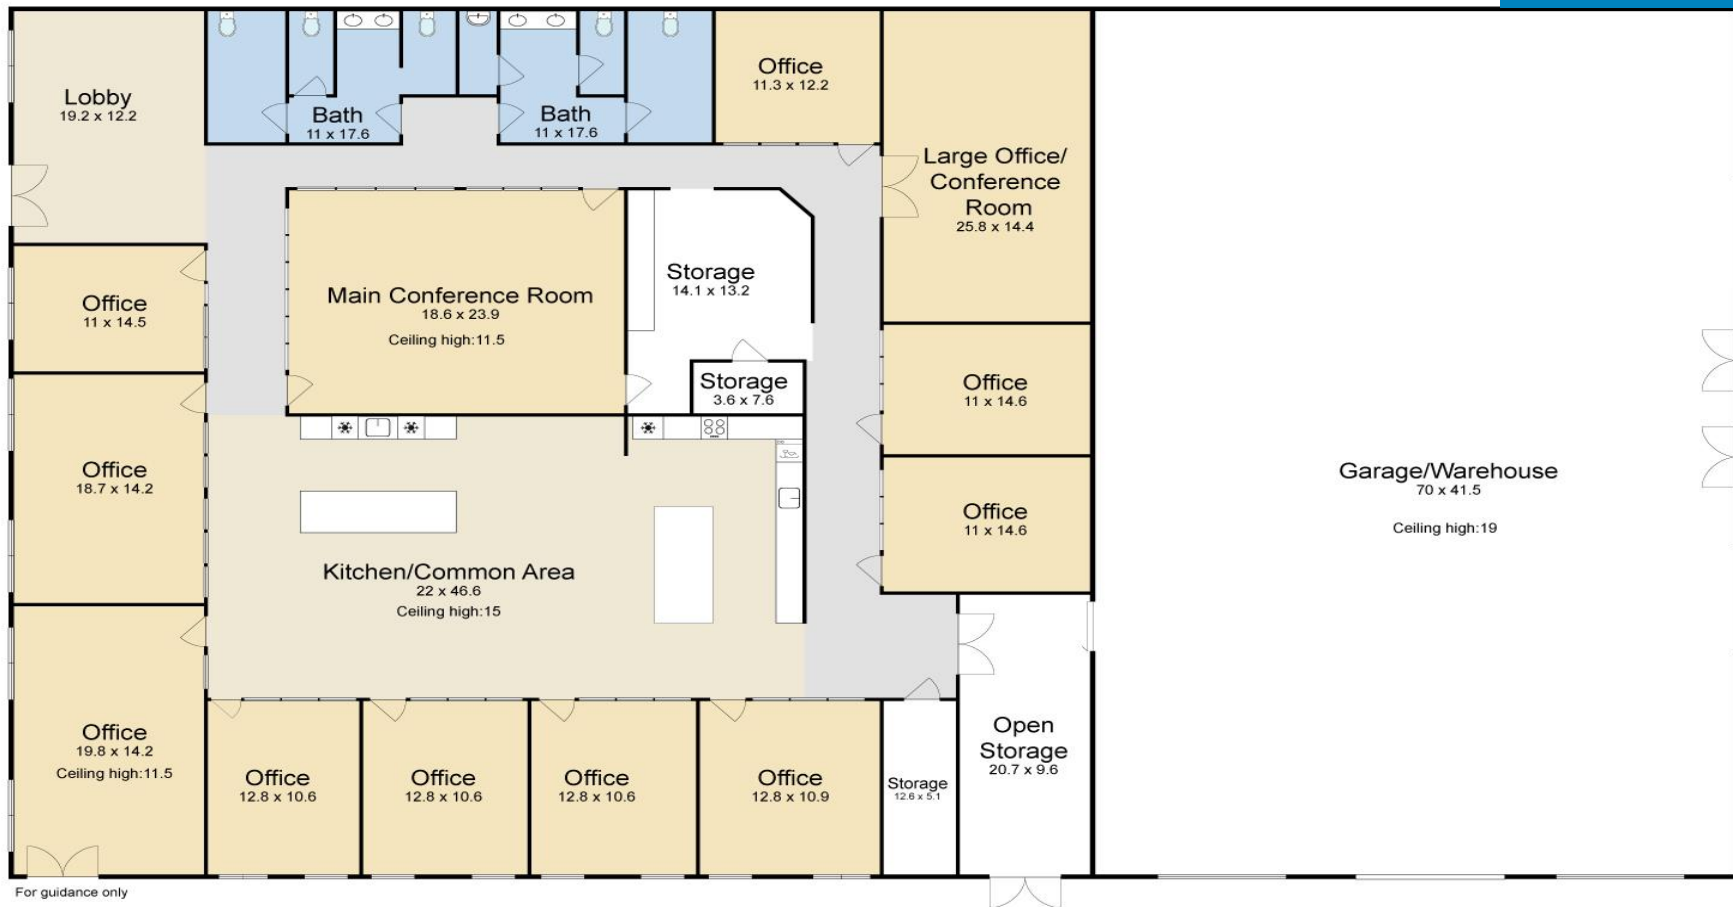 Lobby
19.2 x 12.2
Bath
11 x 17.6
Bath
11 x 17.6
Office
11.3 x 12.2
Large Office/
Conference
Room
25.8 x 14.4
Office
11 x 14.5
Main Conference Room
18.6 x 23.9
Ceiling high:11.5
Storage
14.1 x 13.2
Storage
3.6 x 7.6
Office
11 x 14.6
Office
18.7 x 14.2
Garage/Warehouse
70 x 41.5
Ceiling high:19
Office
11 x 14.6
Kitchen/Common Area
22 x 46.6
Ceiling high:15
Office
19.8 x 14.2
Ceiling high:11.5
Office
12.8 x 10.6
Office
12.8 x 10.6
Office
12.8 x 10.6
Office
12.8 x 10.9
Storage
12.6 x 5.1
Open
Storage
20.7 x 9.6
For guidance only